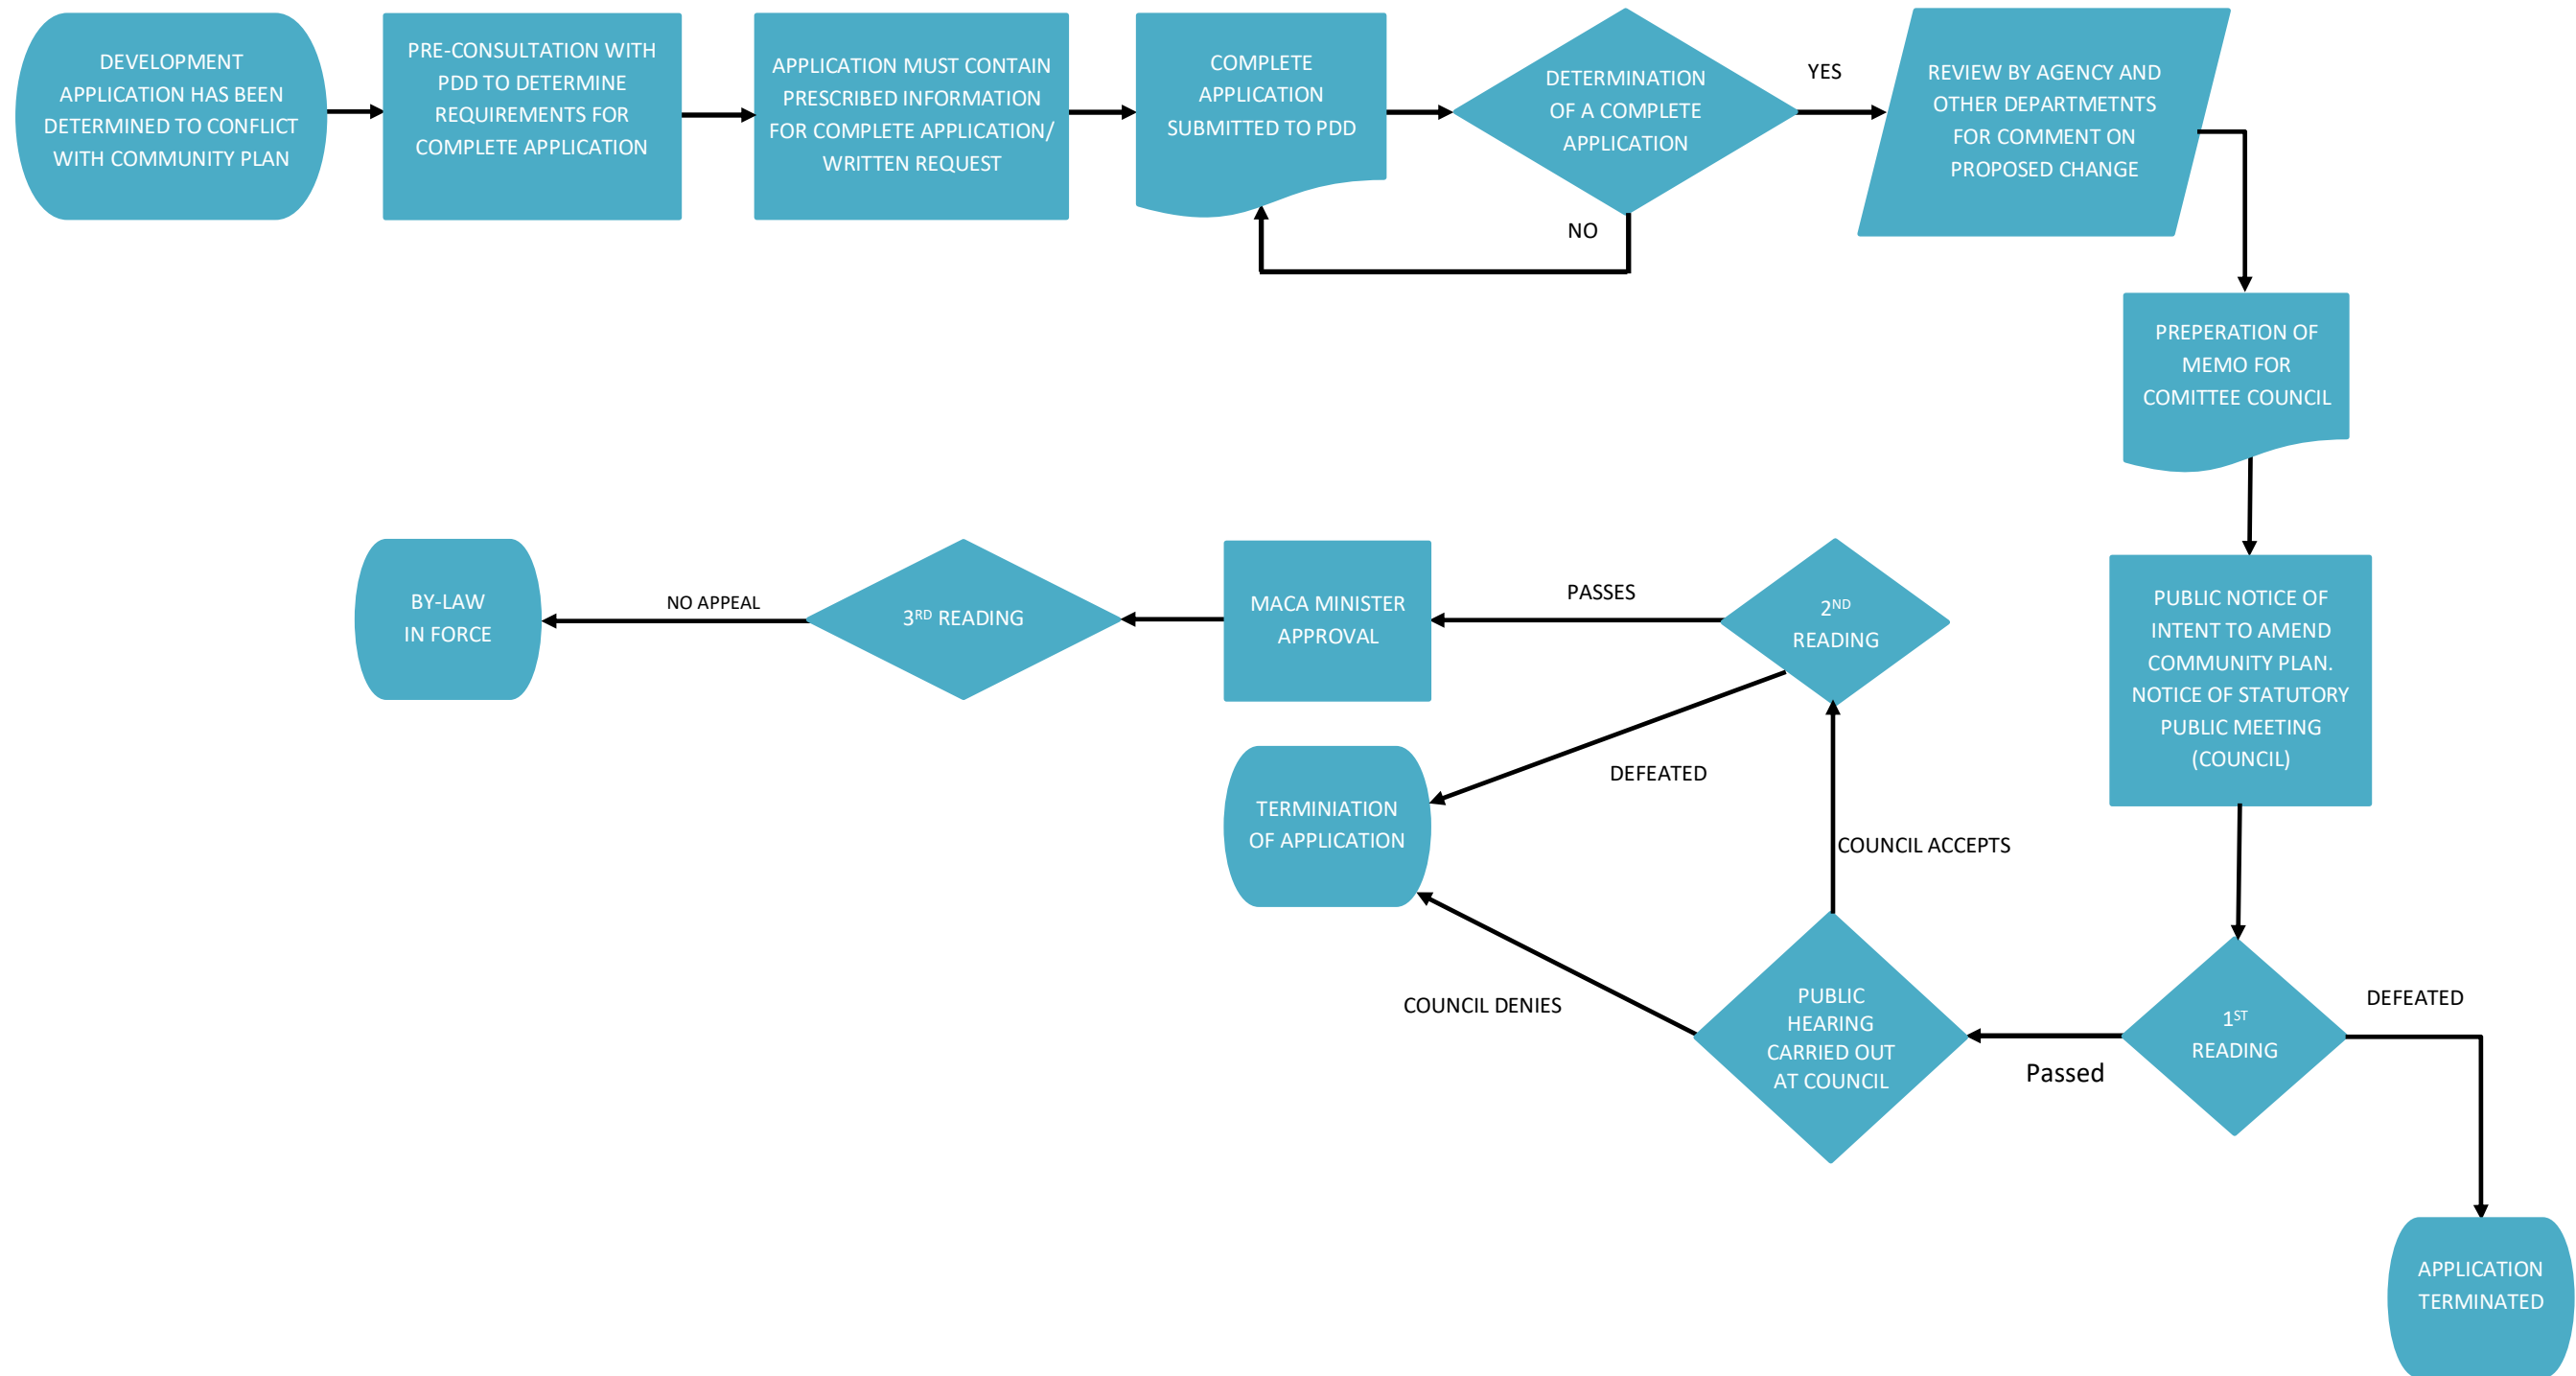 DEVELOPMENT
APPLICATION HAS BEEN
DETERMINED TO CONFLICT
WITH COMMUNITY PLAN
PRE-CONSULTATION WITH
PDD TO DETERMINE
REQUIREMENTS FOR
COMPLETE APPLICATION
APPLICATION MUST CONTAIN
PRESCRIBED INFORMATION
FOR COMPLETE APPLICATION/
WRITTEN REQUEST
COMPLETE
APPLICATION
SUBMITTED TO PDD
DETERMINATION
OF A COMPLETE
APPLICATION
YES
NO
REVIEW BY AGENCY AND
OTHER DEPARTMETNTS
FOR COMMENT ON
PROPOSED CHANGE
PREPERATION OF
MEMO FOR
COMITTEE COUNCIL
PUBLIC NOTICE OF
INTENT TO AMEND
COMMUNITY PLAN.
NOTICE OF STATUTORY
PUBLIC MEETING
(COUNCIL)
1ST
READING
DEFEATED
APPLICATION
TERMINATED
Passed
PUBLIC
HEARING
CARRIED OUT
AT COUNCIL
COUNCIL DENIES
COUNCIL ACCEPTS
2ND
READING
DEFEATED
TERMINIATION
OF APPLICATION
PASSES
MACA MINISTER
APPROVAL
3RD READING
NO APPEAL
BY-LAW
IN FORCE